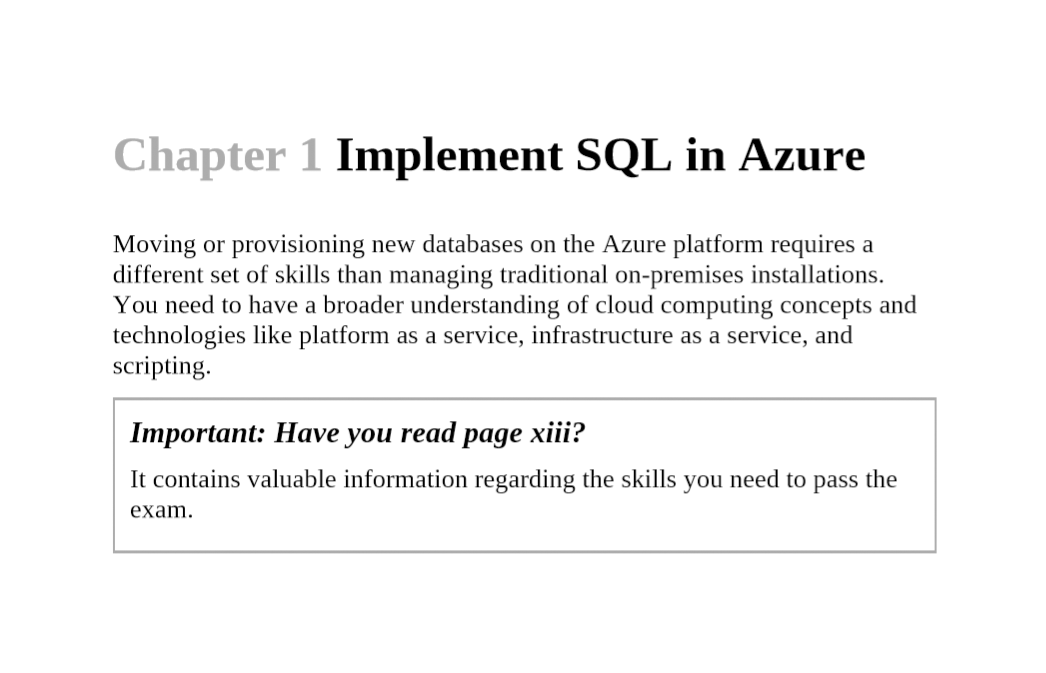 Chapter 1 Implement SQL in Azure
Moving or provisioning new databases on the Azure platform requires a
different set of skills than managing traditional on-premises installations.
You need to have a broader understanding of cloud computing concepts and
technologies like platform as a service, infrastructure as a service, and
scripting.
Important: Have you read page xiii?
It contains valuable information regarding the skills you need to pass the
exam.